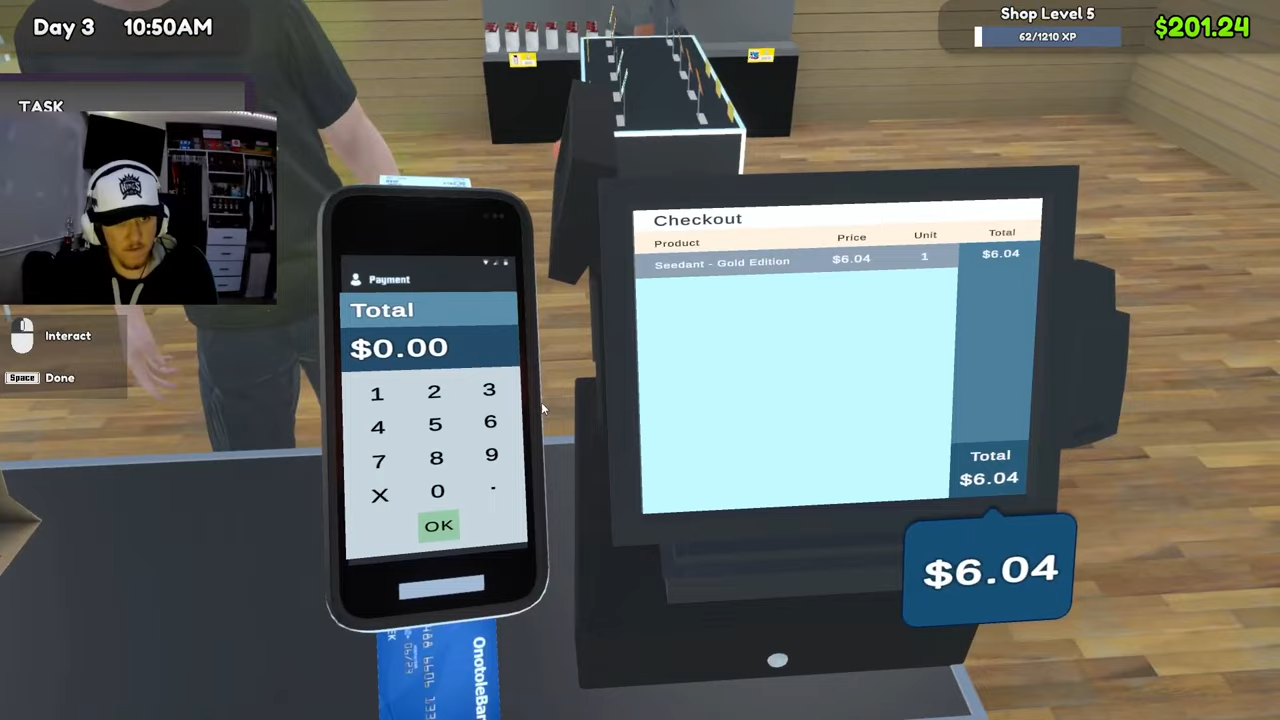 Day 3 10:50AM
Shop Level 5
62/1210 XP
$201.24
TASK
Interact
Space Done
Payment
Total
$0.00
1 2 3
4 5 6
7 8 9
X 0 .
OK
Checkout
Product Price Unit Total
Seedant - Gold Edition $6.04 1 $6.04
Total
$6.04
$6.04
OnotoleBan